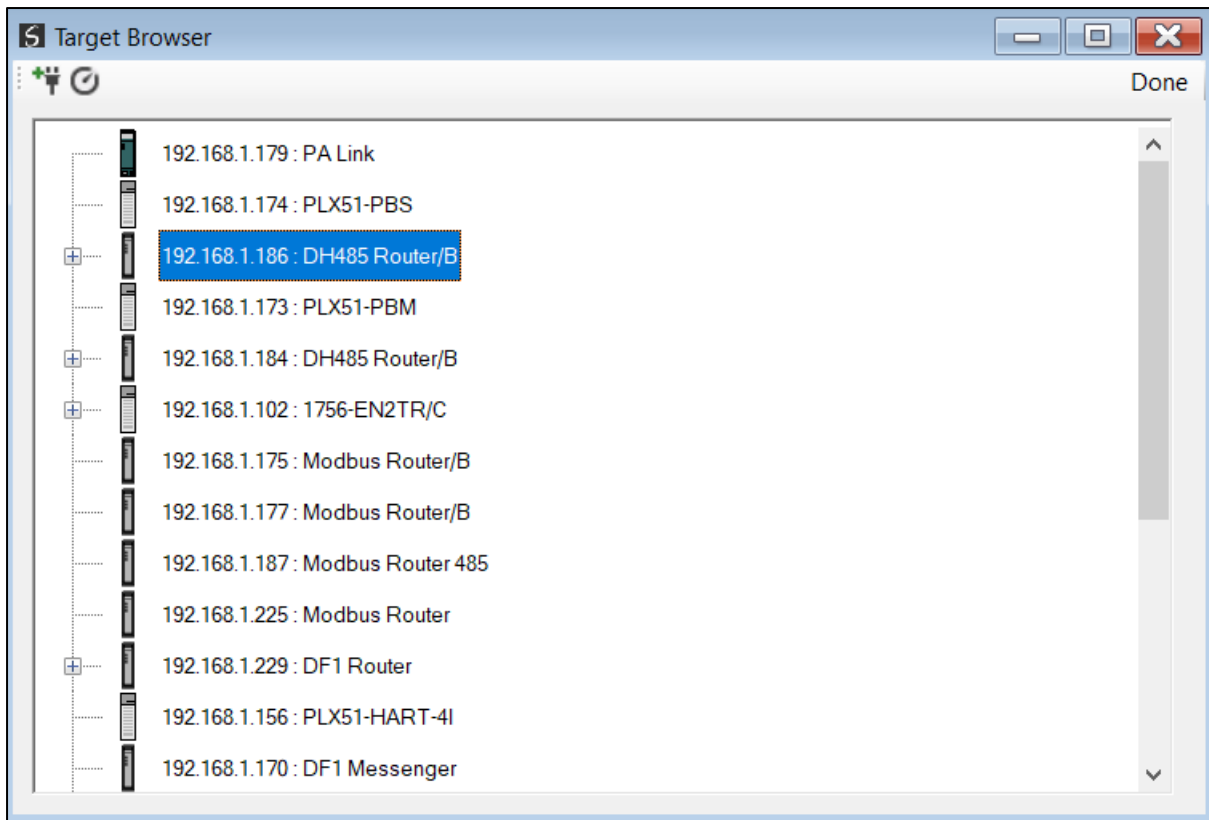 Target Browser
Done
192.168.1.179 : PA Link
192.168.1.174 : PLX51-PBS
192.168.1.186 : DH485 Router/B
192.168.1.173 : PLX51-PBM
192.168.1.184 : DH485 Router/B
192.168.1.102 : 1756-EN2TR/C
192.168.1.175 : Modbus Router/B
192.168.1.177 : Modbus Router/B
192.168.1.187 : Modbus Router 485
192.168.1.225 : Modbus Router
192.168.1.229 : DF1 Router
192.168.1.156 : PLX51-HART-4I
192.168.1.170 : DF1 Messenger